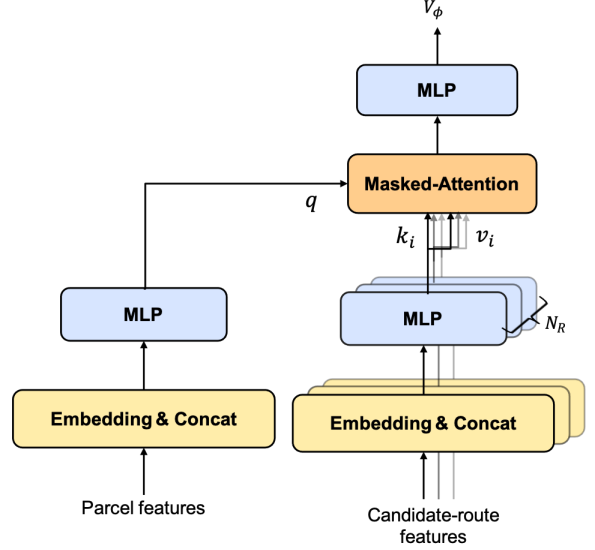 V_ϕ
MLP
Masked-Attention
q
k_i
v_i
MLP
MLP
N_R
Embedding & Concat
Embedding & Concat
Parcel features
Candidate-route
features